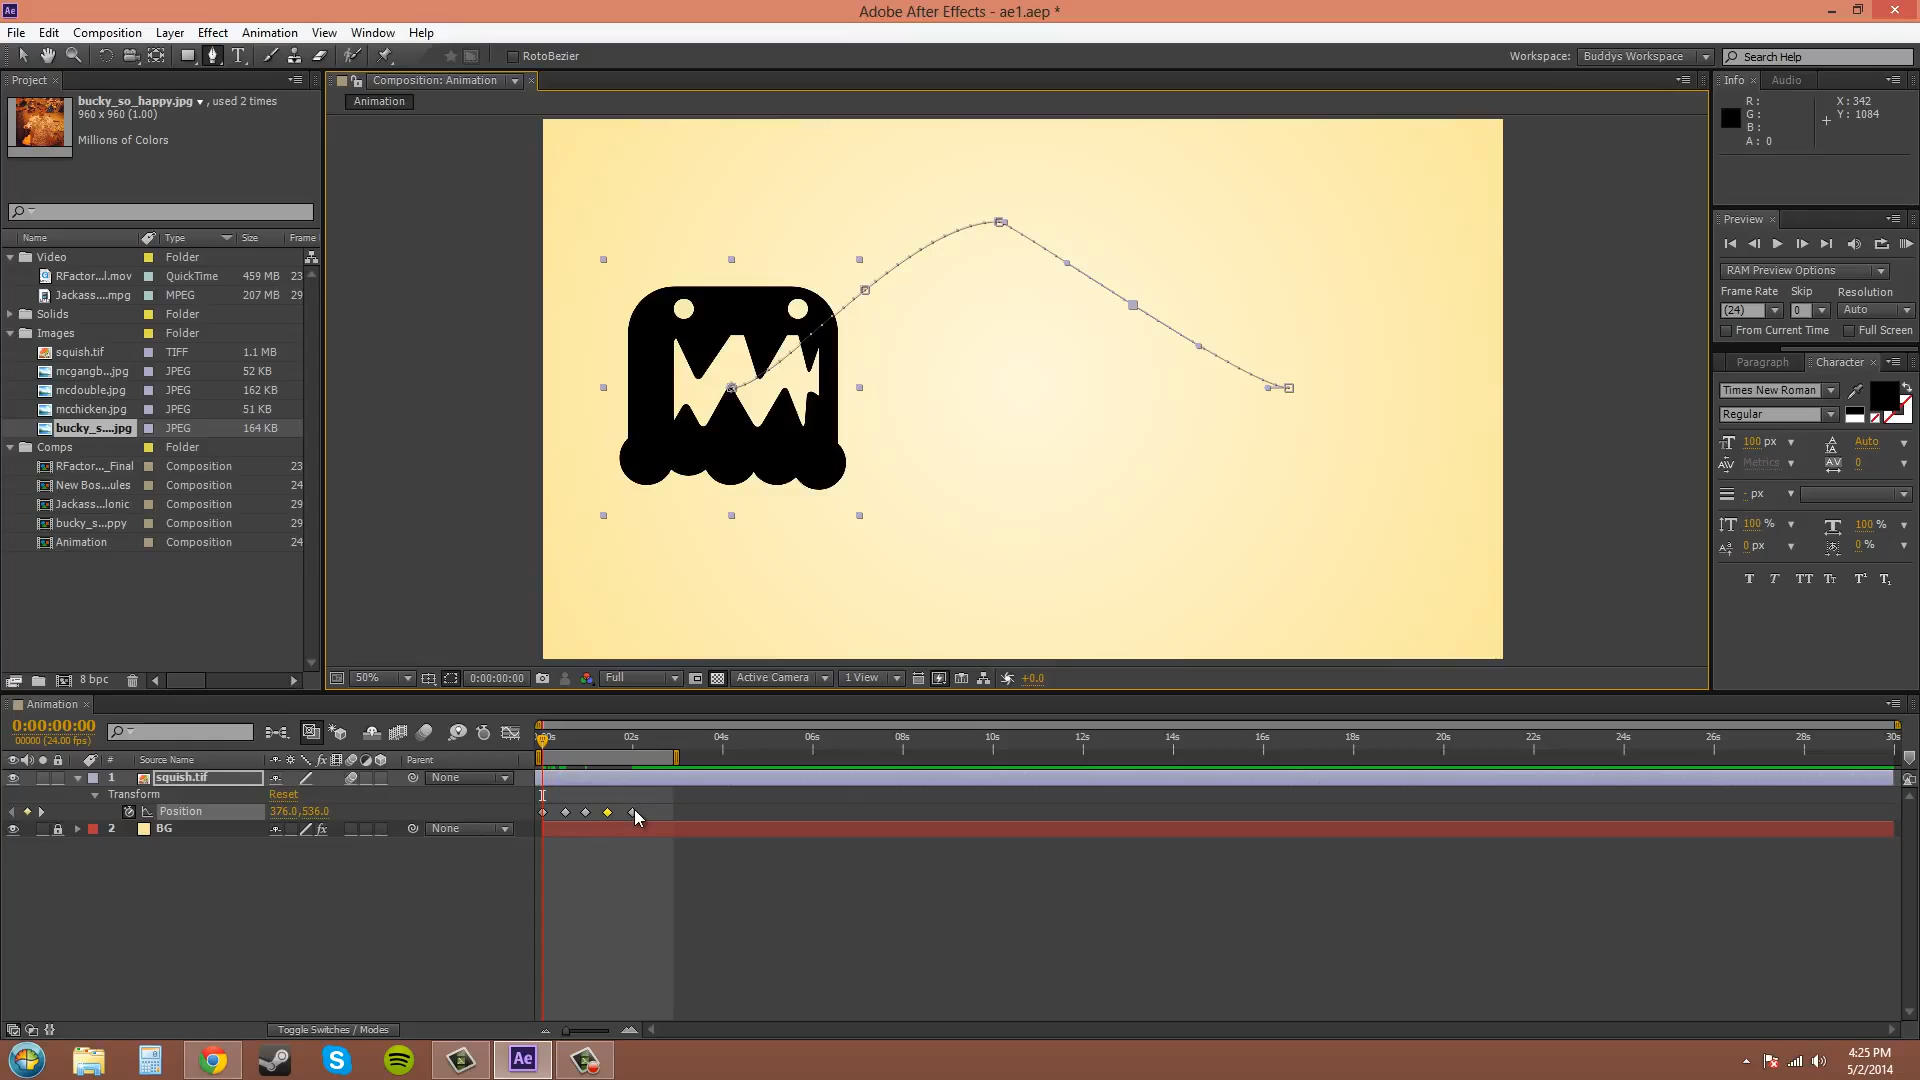 Ae
Adobe After Effects - ae1.aep *
File Edit Composition Layer Effect Animation View Window Help
RotoBezier
Workspace: Buddys Workspace
Search Help
Project
bucky_so_happy.jpg , used 2 times
960 x 960 (1.00)
Millions of Colors
Name Type Size Frame
Video Folder
RFactor...l.mov QuickTime 459 MB 23
Jackass....mpg MPEG 207 MB 29
Solids Folder
Images Folder
squish.tif TIFF 1.1 MB
mcgangb...jpg JPEG 52 KB
mcdouble.jpg JPEG 162 KB
mcchicken.jpg JPEG 51 KB
bucky_s....jpg JPEG 164 KB
Comps Folder
RFactor..._Final Composition 23
New Bos...ules Composition 24
Jackass...lonic Composition 29
bucky_s...ppy Composition 29
Animation Composition 24
8 bpc
Composition: Animation
Animation
50% 0:00:00:00 Full Active Camera 1 View +0.0
Info Audio
R: X: 342
G: Y: 1084
B:
A: 0
Preview
RAM Preview Options
Frame Rate Skip Resolution
(24) 0 Auto
From Current Time Full Screen
Paragraph Character
Times New Roman
Regular
100 px Auto
Metrics 0
- px
100 % 100 %
0 px 0 %
T T TT Tt T¹ T₁
Animation
0:00:00:00
00000 (24.00 fps)
:00s 02s 04s 06s 08s 10s 12s 14s 16s 18s 20s 22s 24s 26s 28s 30s
# Source Name Parent
1 squish.tif None
Transform Reset
Position 376.0,536.0
2 BG None
Toggle Switches / Modes
Ae
4:25 PM
5/2/2014